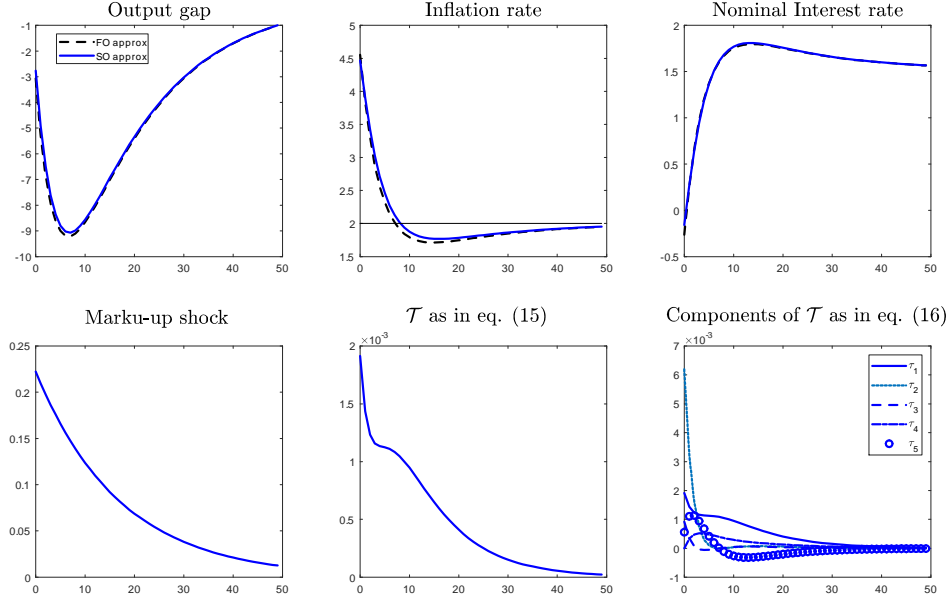 Output gap
-1
-2
-3
-4
-5
-6
-7
-8
-9
-10
0 10 20 30 40 50
FO approx
SO approx
Inflation rate
5
4.5
4
3.5
3
2.5
2
1.5
0 10 20 30 40 50
Nominal Interest rate
2
1.5
1
0.5
0
-0.5
0 10 20 30 40 50
Marku-up shock
0.25
0.2
0.15
0.1
0.05
0
0 10 20 30 40 50
𝒯 as in eq. (15)
×10⁻³
2
1.5
1
0.5
0
0 10 20 30 40 50
Components of 𝒯 as in eq. (16)
×10⁻³
7
6
5
4
3
2
1
0
-1
0 10 20 30 40 50
τ₁
τ₂
τ₃
τ₄
τ₅